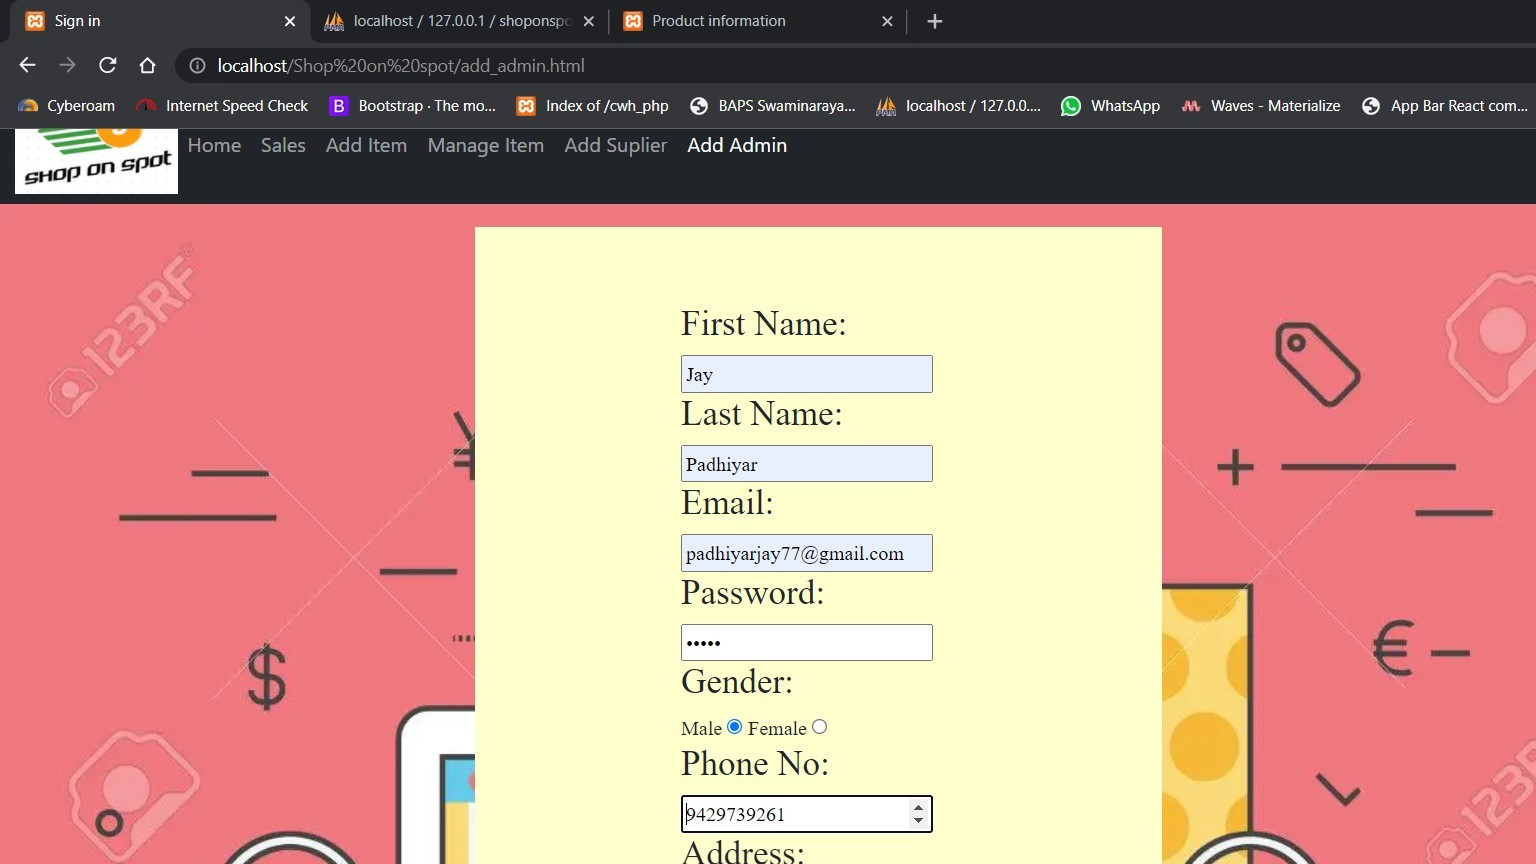 Sign in
localhost / 127.0.0.1 / shoponspo
Product information
localhost/Shop%20on%20spot/add_admin.html
Cyberoam
Internet Speed Check
B Bootstrap · The mo...
Index of /cwh_php
BAPS Swaminaraya...
localhost / 127.0.0....
WhatsApp
Waves - Materialize
App Bar React com...
SHOP ON SPOT
Home
Sales
Add Item
Manage Item
Add Suplier
Add Admin
First Name:
Jay
Last Name:
Padhiyar
Email:
padhiyarjay77@gmail.com
Password:
•••••
Gender:
Male Female
Phone No:
9429739261
Address:
123RF
123RF